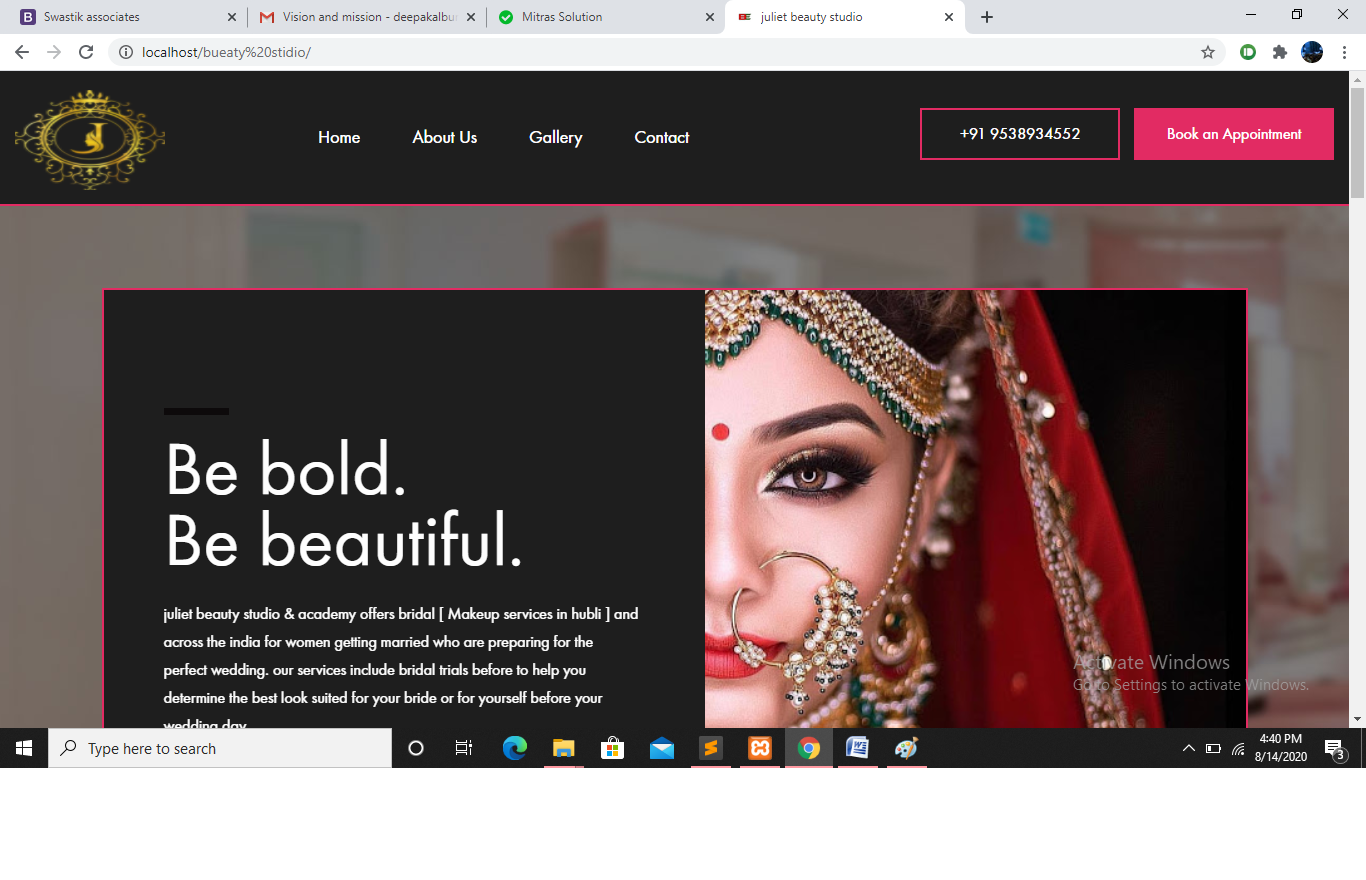 Swastik associates
Vision and mission - deepakalbur
Mitras Solution
juliet beauty studio
localhost/bueaty%20stidio/
J
Home About Us Gallery Contact
+91 9538934552
Book an Appointment
Be bold.
Be beautiful.
juliet beauty studio & academy offers bridal [ Makeup services in hubli ] and
across the india for women getting married who are preparing for the
perfect wedding. our services include bridal trials before to help you
determine the best look suited for your bride or for yourself before your
wedding day
Activate Windows
Go to Settings to activate Windows.
Type here to search
4:40 PM
8/14/2020
3